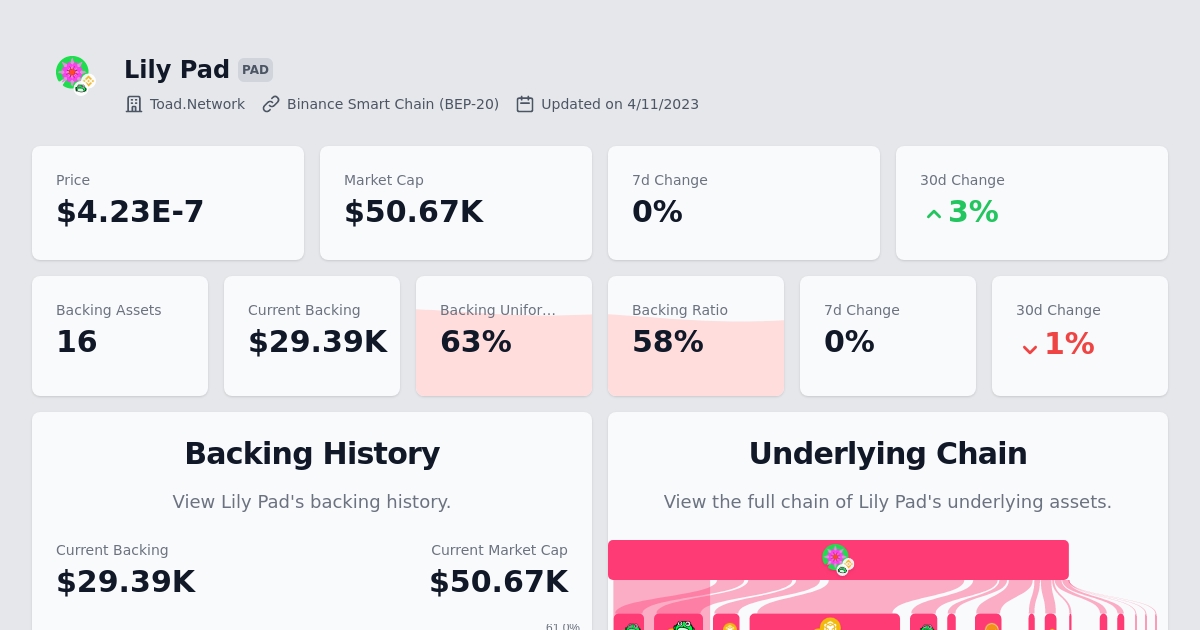 Lily Pad PAD
Toad.Network Binance Smart Chain (BEP-20) Updated on 4/11/2023
Price Market Cap 7d Change 30d Change
$4.23E-7 $50.67K 0% 3%
Backing Assets Current Backing Backing Unifor... Backing Ratio 7d Change 30d Change
16 $29.39K 63% 58% 0% 1%
Backing History
View Lily Pad's backing history.
Current Backing Current Market Cap
$29.39K $50.67K
61.0%
Underlying Chain
View the full chain of Lily Pad's underlying assets.